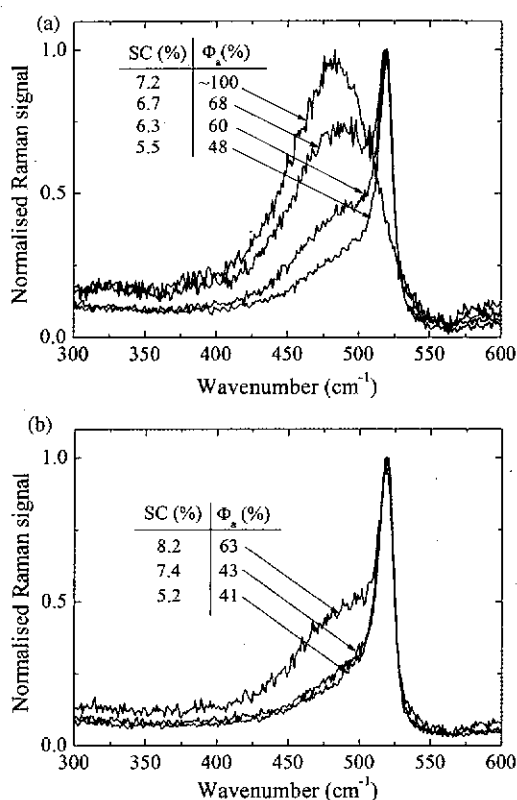 (a)
SC (%) Φₐ(%)
7.2 ~100
6.7 68
6.3 60
5.5 48
1.0
0.5
0.0
Normalised Raman signal
300 350 400 450 500 550 600
Wavenumber (cm⁻¹)
(b)
SC (%) Φₐ (%)
8.2 63
7.4 43
5.2 41
1.0
0.5
0.0
Normalised Raman signal
300 350 400 450 500 550 600
Wavenumber (cm⁻¹)